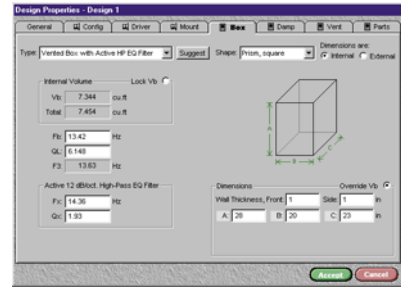 Design Properties - Design 1
General Config Driver Mount Box Damp Vent Parts
Type: Vented Box with Active HP EQ Filter Suggest Shape: Prism, square
Dimensions are:
Internal External
Internal Volume Lock Vb
Vb: 7.344 cu.ft
Total: 7.454 cu.ft
Fb: 13.42 Hz
QL: 6.148
F3: 13.63 Hz
Active 12 dB/oct. High-Pass EQ Filter
Fx: 14.36 Hz
Qx: 1.93
A
B
C
Dimensions Override Vb
Wall Thickness, Front: 1 Side: 1 in
A: 28 B: 20 C: 23 in
Accept Cancel